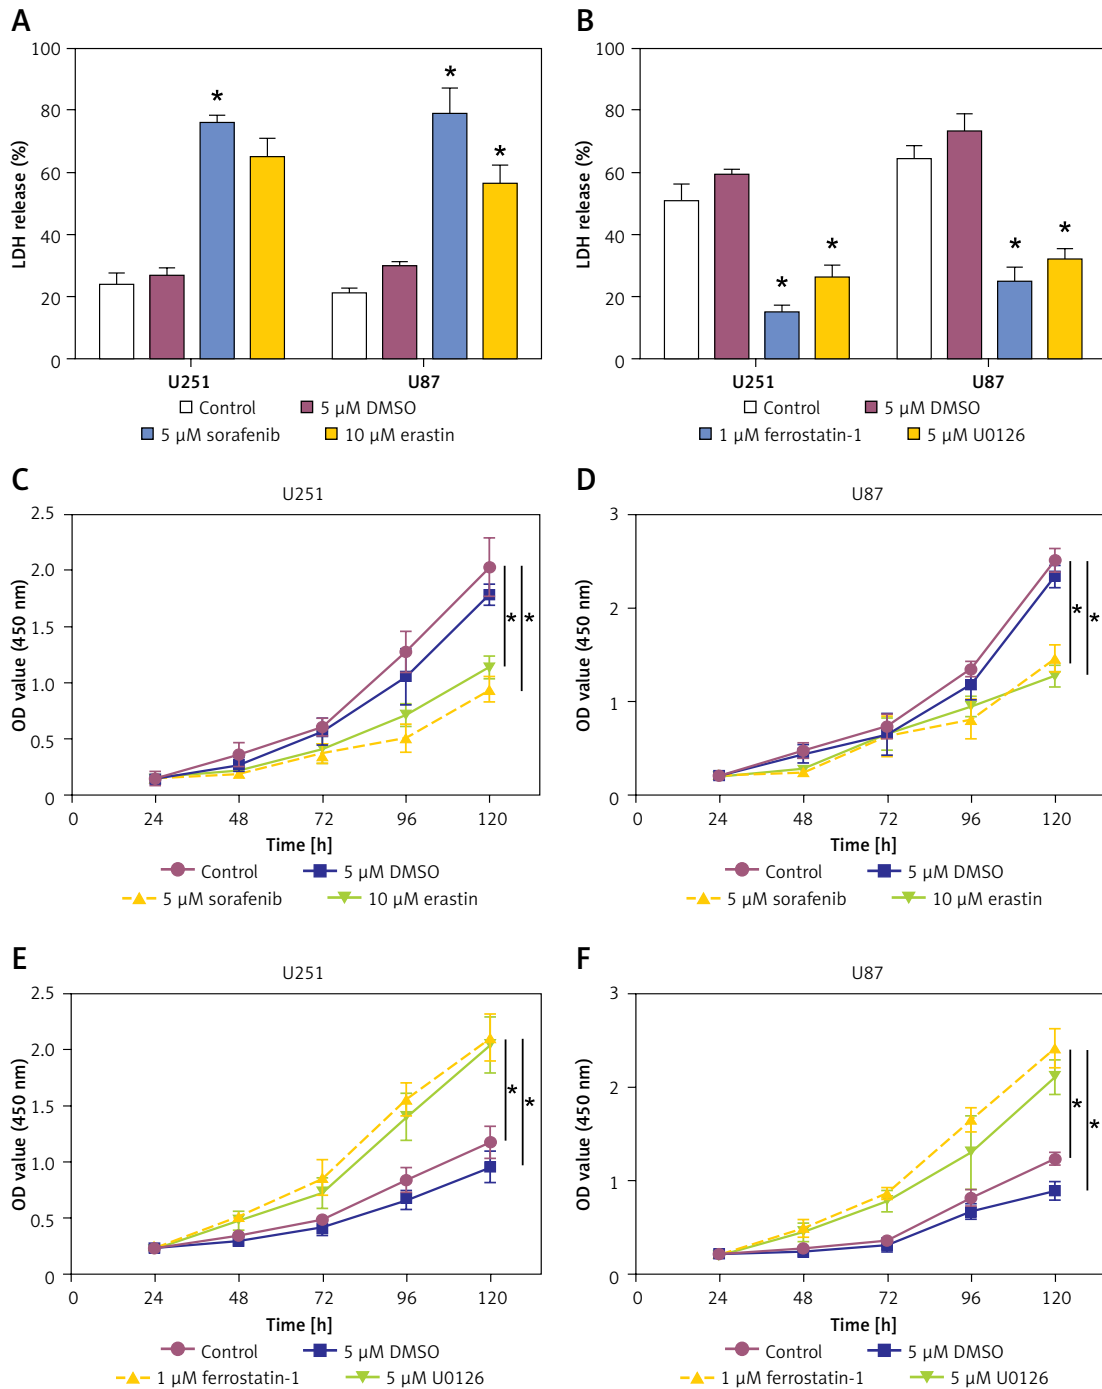 A
LDH release (%)
100
80
60
40
20
0
*
*
*
U251
U87
Control
5 µM DMSO
5 µM sorafenib
10 µM erastin
B
LDH release (%)
100
80
60
40
20
0
*
*
*
*
U251
U87
Control
5 µM DMSO
1 µM ferrostatin-1
5 µM U0126
C
U251
OD value (450 nm)
2.5
2.0
1.5
1.0
0.5
0
* *
0 24 48 72 96 120
Time [h]
Control
5 µM DMSO
5 µM sorafenib
10 µM erastin
D
U87
OD value (450 nm)
3
2
1
0
* *
0 24 48 72 96 120
Time [h]
Control
5 µM DMSO
5 µM sorafenib
10 µM erastin
E
U251
OD value (450 nm)
2.5
2.0
1.5
1.0
0.5
0
*
*
0 24 48 72 96 120
Time [h]
Control
5 µM DMSO
1 µM ferrostatin-1
5 µM U0126
F
U87
OD value (450 nm)
3
2
1
0
*
*
0 24 48 72 96 120
Time [h]
Control
5 µM DMSO
1 µM ferrostatin-1
5 µM U0126